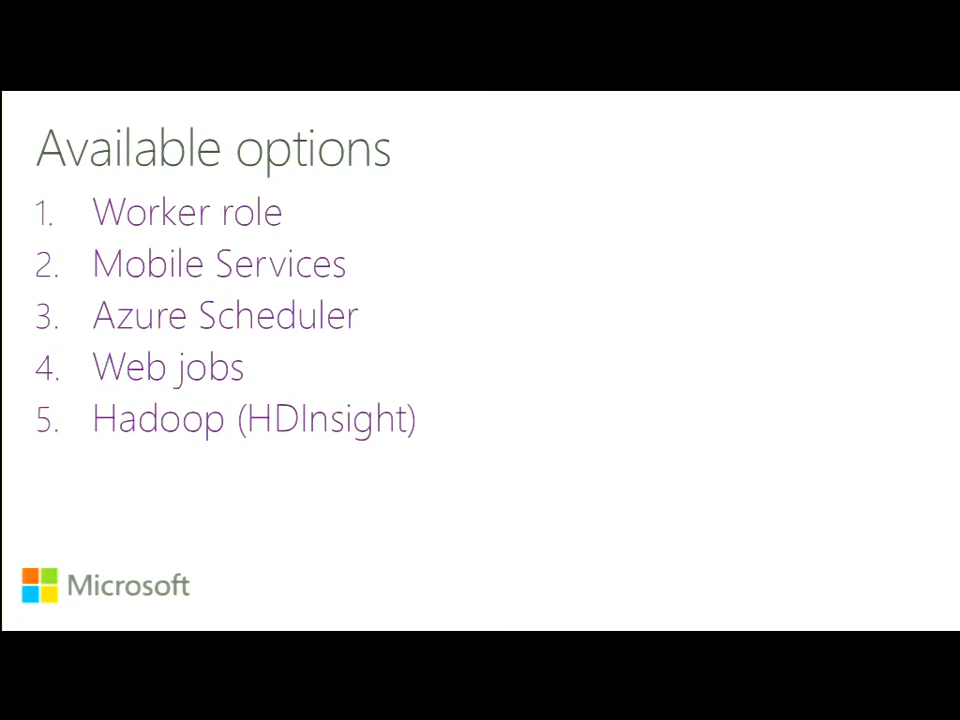 Available options
1. Worker role
2. Mobile Services
3. Azure Scheduler
4. Web jobs
5. Hadoop (HDInsight)
Microsoft